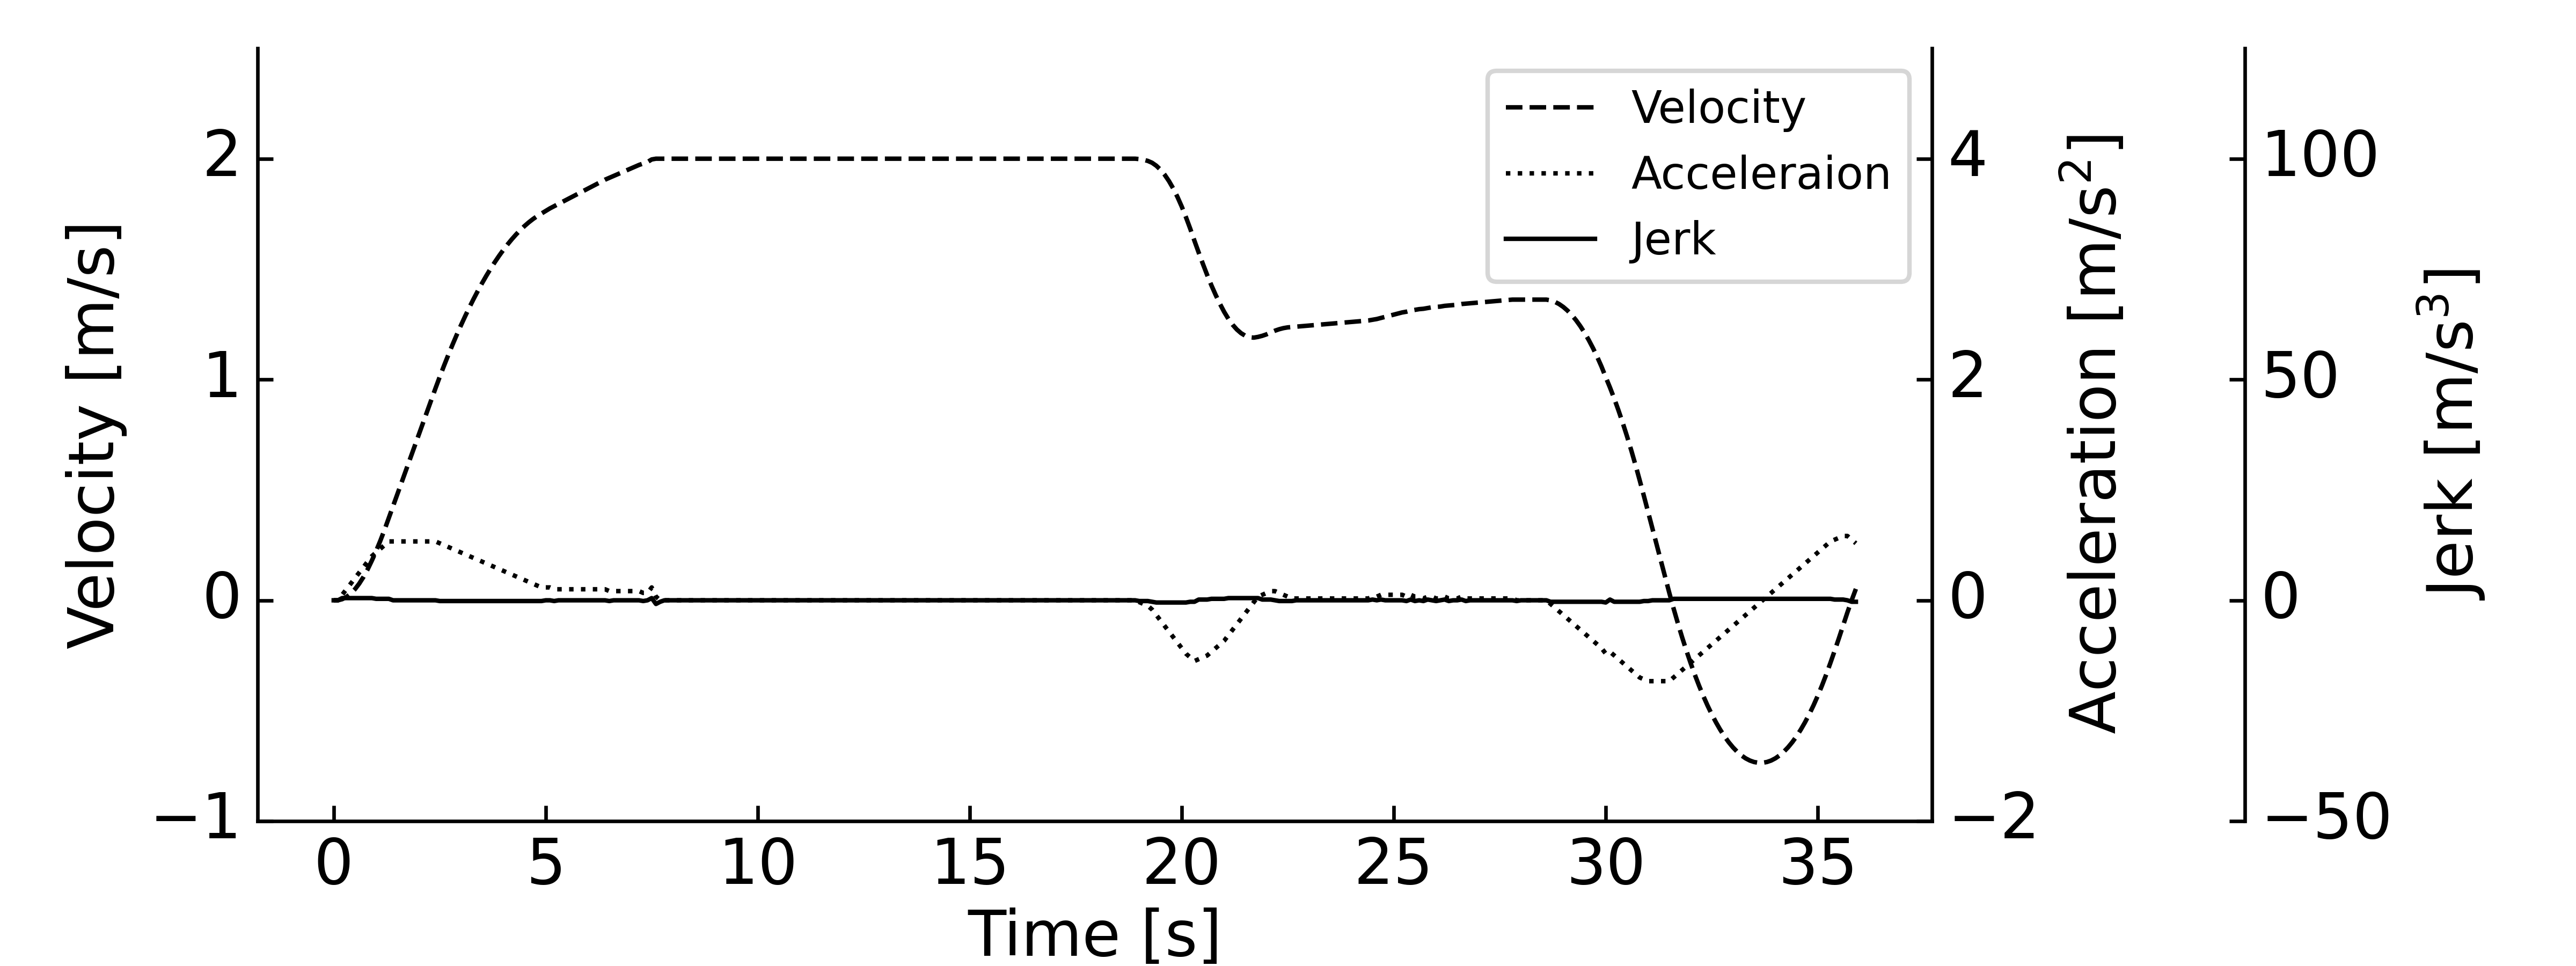 Velocity
Acceleraion
Jerk
Velocity [m/s]
2
1
0
−1
0 5 10 15 20 25 30 35
Time [s]
4
2
0
−2
Acceleration [m/s²]
100
50
0
−50
Jerk [m/s³]